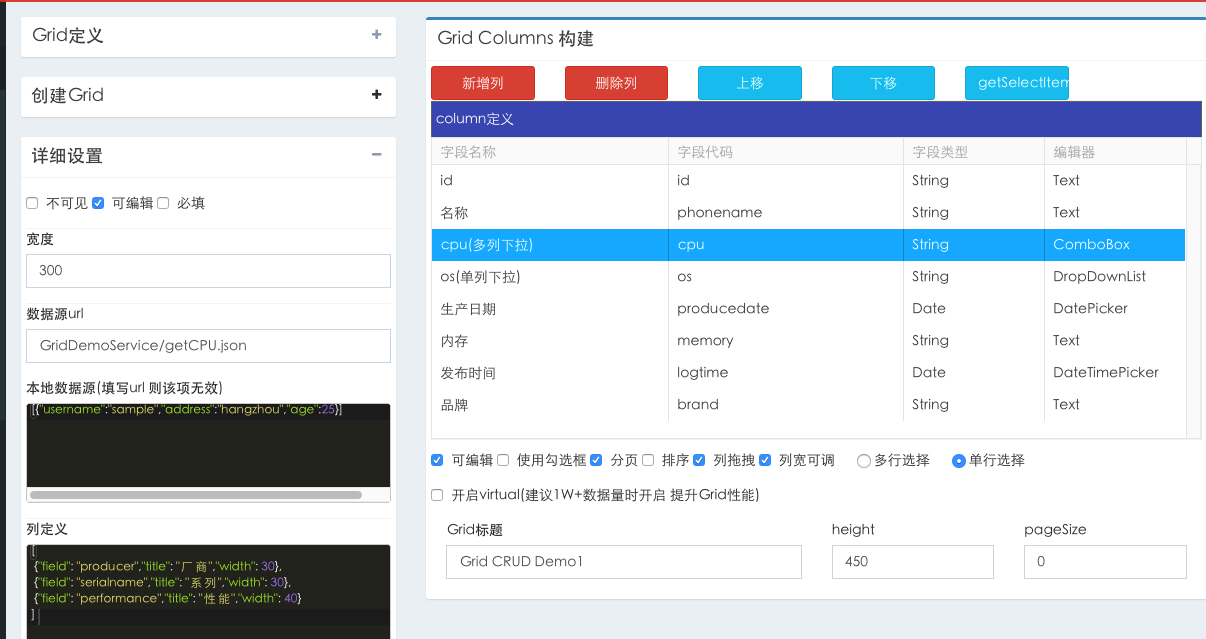 Grid定义
创建Grid
详细设置
不可见 可编辑 必填
宽度
300
数据源url
GridDemoService/getCPU.json
本地数据源(填写url 则该项无效)
[{"username":"sample","address":"hangzhou","age":25}]
列定义
[
{"field": "producer","title": "厂 商","width": 30},
{"field": "serialname","title": "系 列","width": 30},
{"field": "performance","title": "性 能","width": 40}
]
Grid Columns 构建
新增列 删除列 上移 下移 getSelectItem
column定义
字段名称 字段代码 字段类型 编辑器
id id String Text
名称 phonename String Text
cpu(多列下拉) cpu String ComboBox
os(单列下拉) os String DropDownList
生产日期 producedate Date DatePicker
内存 memory String Text
发布时间 logtime Date DateTimePicker
品牌 brand String Text
可编辑 使用勾选框 分页 排序 列拖拽 列宽可调 多行选择 单行选择
开启virtual(建议1W+数据量时开启 提升Grid性能)
Grid标题 height pageSize
Grid CRUD Demo1 450 0